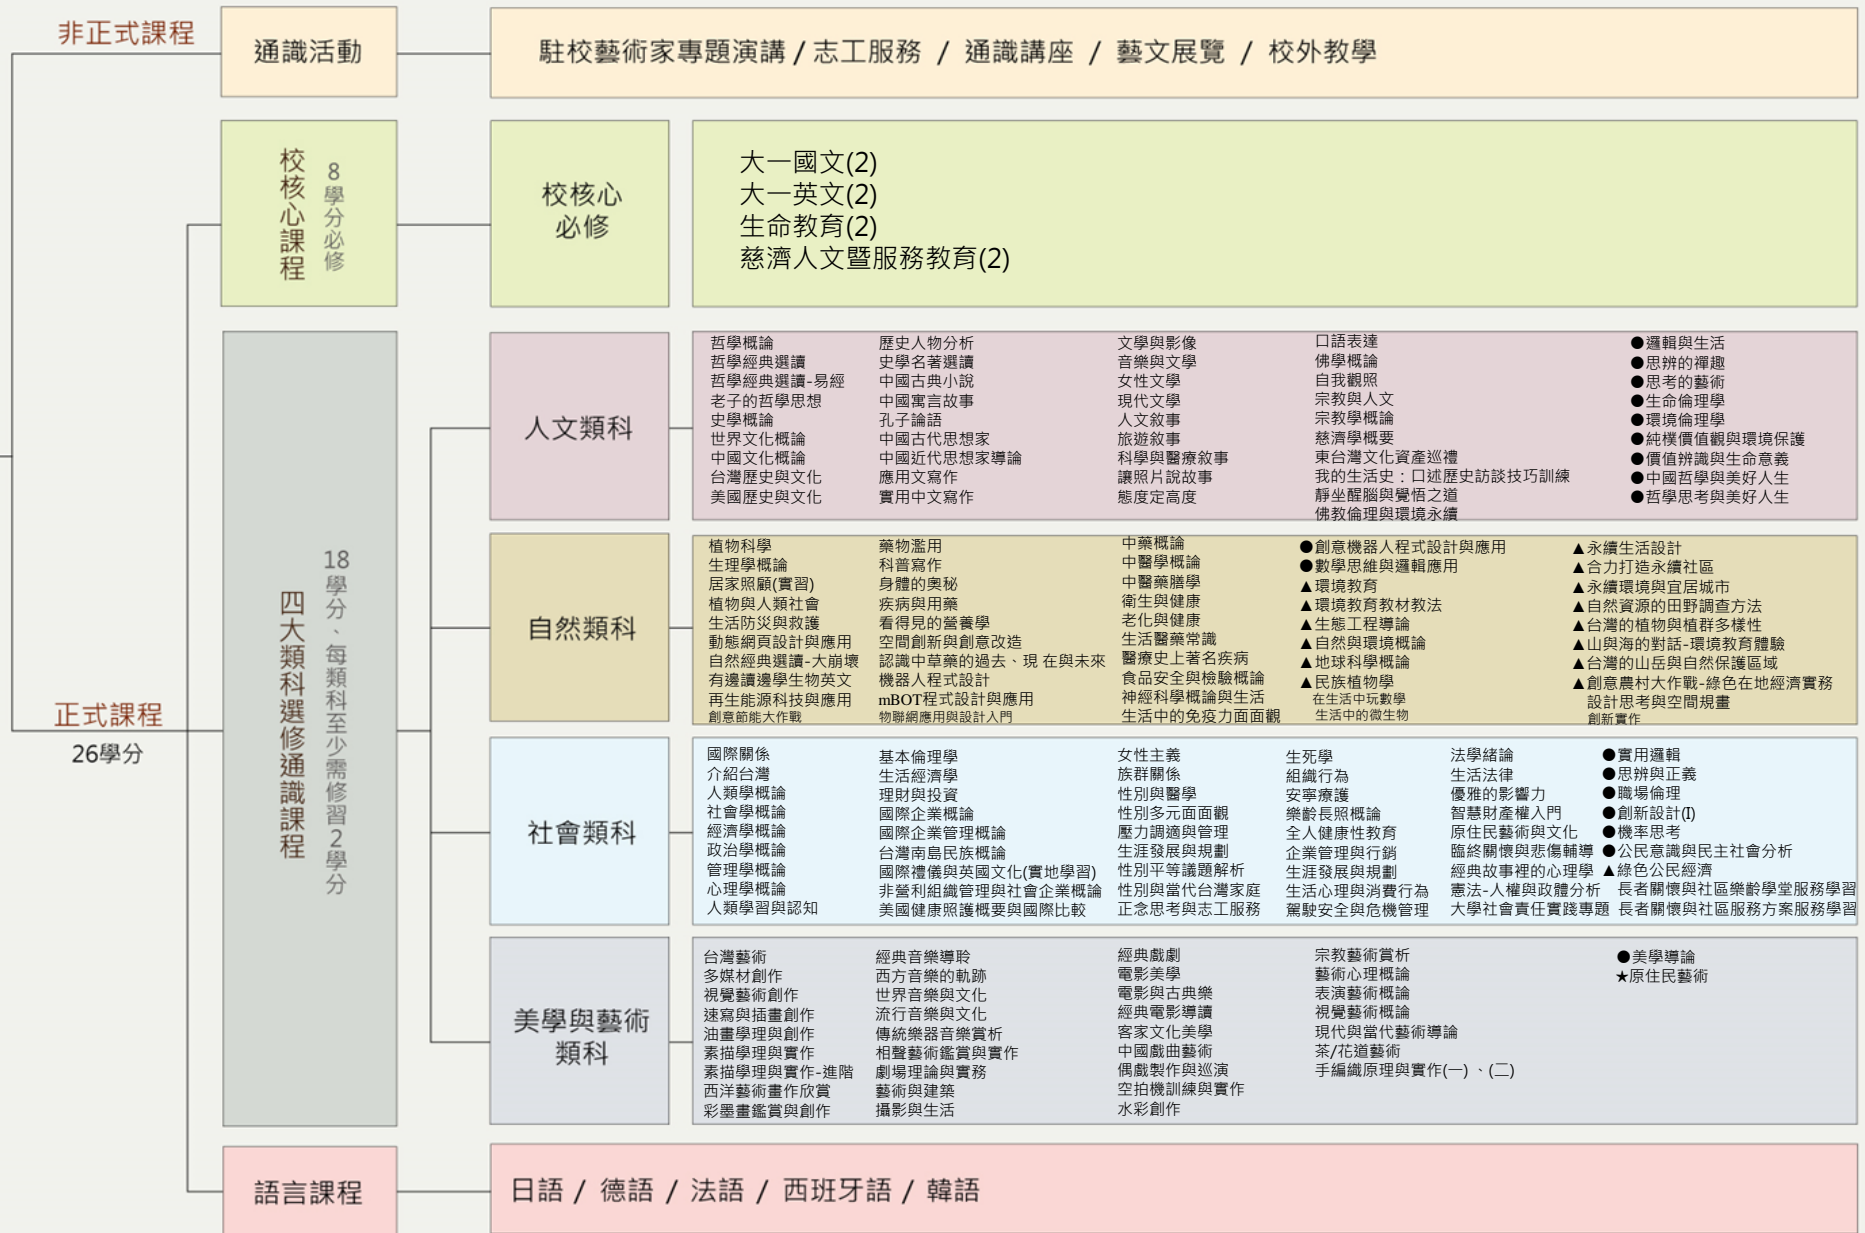 非正式課程
通識活動
駐校藝術家專題演講 / 志工服務 / 通識講座 / 藝文展覽 / 校外教學
校核心課程
8學分必修
校核心
必修
大一國文(2)
大一英文(2)
生命教育(2)
慈濟人文暨服務教育(2)
正式課程
26學分
四大類科選修通識課程
18學分、每類科至少需修習2學分
人文類科
哲學概論
哲學經典選讀
哲學經典選讀-易經
老子的哲學思想
史學概論
世界文化概論
中國文化概論
台灣歷史與文化
美國歷史與文化
歷史人物分析
史學名著選讀
中國古典小說
中國寓言故事
孔子論語
中國古代思想家
中國近代思想家導論
應用文寫作
實用中文寫作
文學與影像
音樂與文學
女性文學
現代文學
人文敘事
旅遊敘事
科學與醫療敘事
讓照片說故事
態度定高度
口語表達
佛學概論
自我觀照
宗教與人文
宗教學概論
慈濟學概要
東台灣文化資產巡禮
我的生活史：口述歷史訪談技巧訓練
靜坐醒腦與覺悟之道
佛教倫理與環境永續
●邏輯與生活
●思辨的禪趣
●思考的藝術
●生命倫理學
●環境倫理學
●純樸價值觀與環境保護
●價值辨識與生命意義
●中國哲學與美好人生
●哲學思考與美好人生
自然類科
植物科學
生理學概論
居家照顧(實習)
植物與人類社會
生活防災與救護
動態網頁設計與應用
自然經典選讀-大崩壞
有邊讀邊學生物英文
再生能源科技與應用
創意節能大作戰
藥物濫用
科普寫作
身體的奧秘
疾病與用藥
看得見的營養學
空間創新與創意改造
認識中草藥的過去、現 在與未來
機器人程式設計
mBOT程式設計與應用
物聯網應用與設計入門
中藥概論
中醫學概論
中醫藥膳學
衛生與健康
老化與健康
生活醫藥常識
醫療史上著名疾病
食品安全與檢驗概論
神經科學概論與生活
生活中的免疫力面面觀
●創意機器人程式設計與應用
●數學思維與邏輯應用
▲環境教育
▲環境教育教材教法
▲生態工程導論
▲自然與環境概論
▲地球科學概論
▲民族植物學
在生活中玩數學
生活中的微生物
▲永續生活設計
▲合力打造永續社區
▲永續環境與宜居城市
▲自然資源的田野調查方法
▲台灣的植物與植群多樣性
▲山與海的對話-環境教育體驗
▲台灣的山岳與自然保護區域
▲創意農村大作戰-綠色在地經濟實務
設計思考與空間規畫
創新實作
社會類科
國際關係
介紹台灣
人類學概論
社會學概論
經濟學概論
政治學概論
管理學概論
心理學概論
人類學習與認知
基本倫理學
生活經濟學
理財與投資
國際企業概論
國際企業管理概論
台灣南島民族概論
國際禮儀與英國文化(實地學習)
非營利組織管理與社會企業概論
美國健康照護概要與國際比較
女性主義
族群關係
性別與醫學
性別多元面面觀
壓力調適與管理
生涯發展與規劃
性別平等議題解析
性別與當代台灣家庭
正念思考與志工服務
生死學
組織行為
安寧療護
樂齡長照概論
全人健康性教育
企業管理與行銷
生涯發展與規劃
生活心理與消費行為
駕駛安全與危機管理
法學緒論
生活法律
優雅的影響力
智慧財產權入門
原住民藝術與文化
臨終關懷與悲傷輔導
經典故事裡的心理學
憲法-人權與政體分析
大學社會責任實踐專題
●實用邏輯
●思辨與正義
●職場倫理
●創新設計(I)
●機率思考
●公民意識與民主社會分析
▲綠色公民經濟
長者關懷與社區樂齡學堂服務學習
長者關懷與社區服務方案服務學習
美學與藝術
類科
台灣藝術
多媒材創作
視覺藝術創作
速寫與插畫創作
油畫學理與創作
素描學理與實作
素描學理與實作-進階
西洋藝術畫作欣賞
彩墨畫鑑賞與創作
經典音樂導聆
西方音樂的軌跡
世界音樂與文化
流行音樂與文化
傳統樂器音樂賞析
相聲藝術鑑賞與實作
劇場理論與實務
藝術與建築
攝影與生活
經典戲劇
電影美學
電影與古典樂
經典電影導讀
客家文化美學
中國戲曲藝術
偶戲製作與巡演
空拍機訓練與實作
水彩創作
宗教藝術賞析
藝術心理概論
表演藝術概論
視覺藝術概論
現代與當代藝術導論
茶/花道藝術
手編織原理與實作(一) 、(二)
●美學導論
★原住民藝術
語言課程
日語 / 德語 / 法語 / 西班牙語 / 韓語